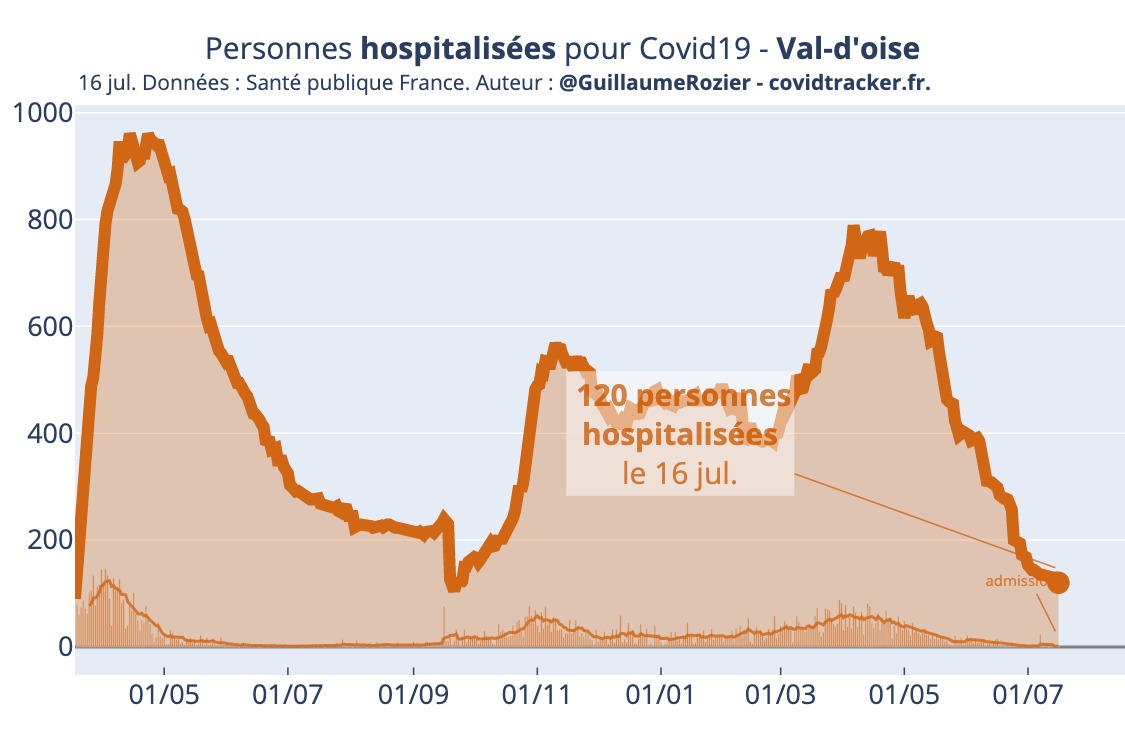 Personnes hospitalisées pour Covid19 - Val-d'oise
16 jul. Données : Santé publique France. Auteur : @GuillaumeRozier - covidtracker.fr.
1000
800
600
400
200
0
120 personnes
hospitalisées
le 16 jul.
01/05 01/07 01/09 01/11 01/01 01/03 01/05 01/07